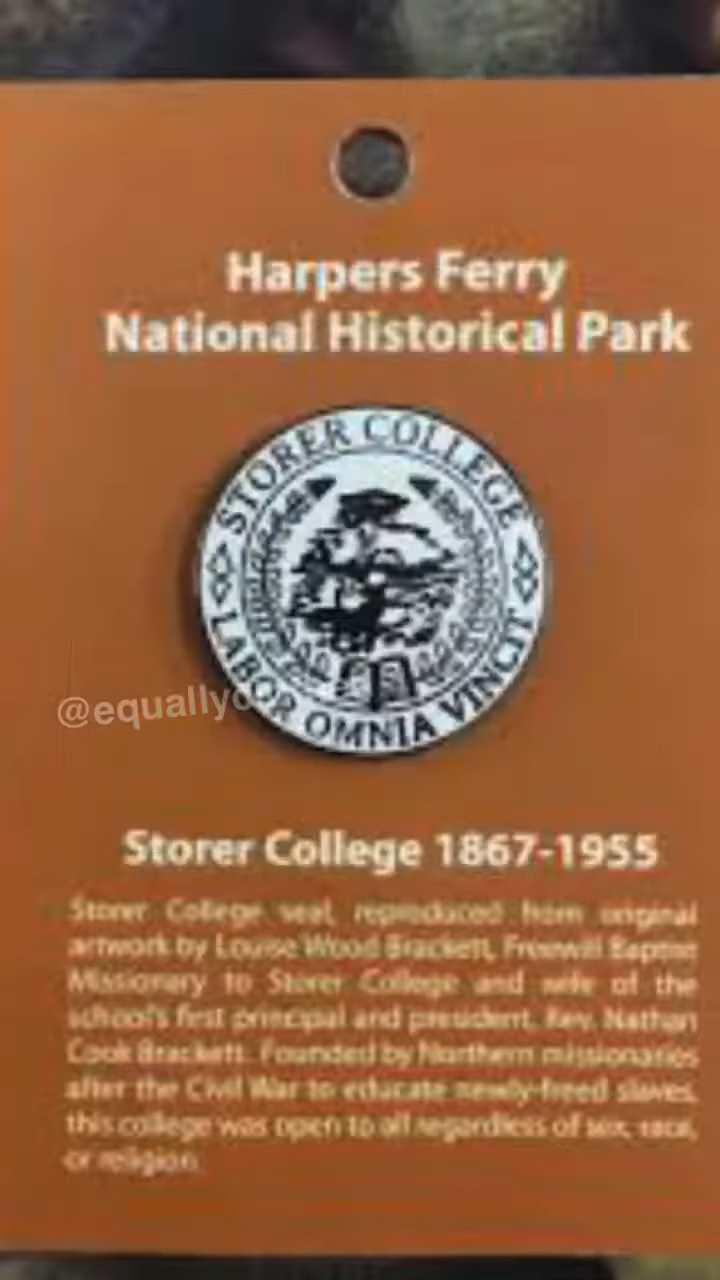 Harpers Ferry
National Historical Park
STORER COLLEGE
LABOR OMNIA VINCIT
@equallyo
Storer College 1867-1955
Storer College seal, reproduced from original
artwork by Louise Wood Brackett, Freewill Baptist
Missionary to Storer College and wife of the
school's first principal and president, Rev. Nathan
Cook Brackett. Founded by Northern missionaries
after the Civil War to educate newly-freed slaves,
this college was open to all regardless of sex, race,
or religion.